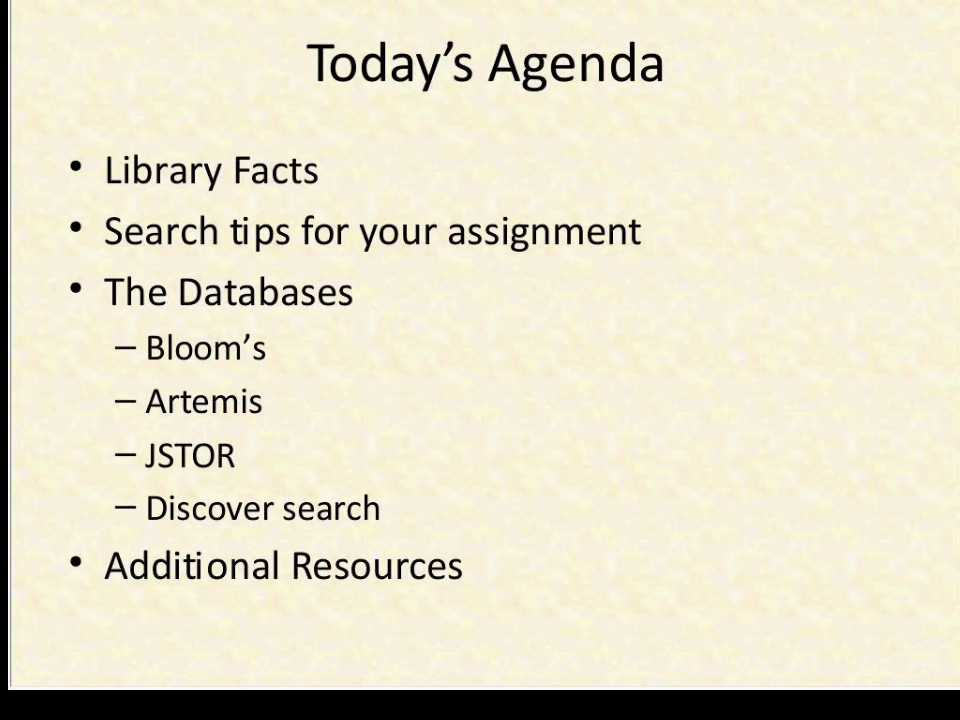 Today’s Agenda
• Library Facts
• Search tips for your assignment
• The Databases
– Bloom’s
– Artemis
– JSTOR
– Discover search
• Additional Resources